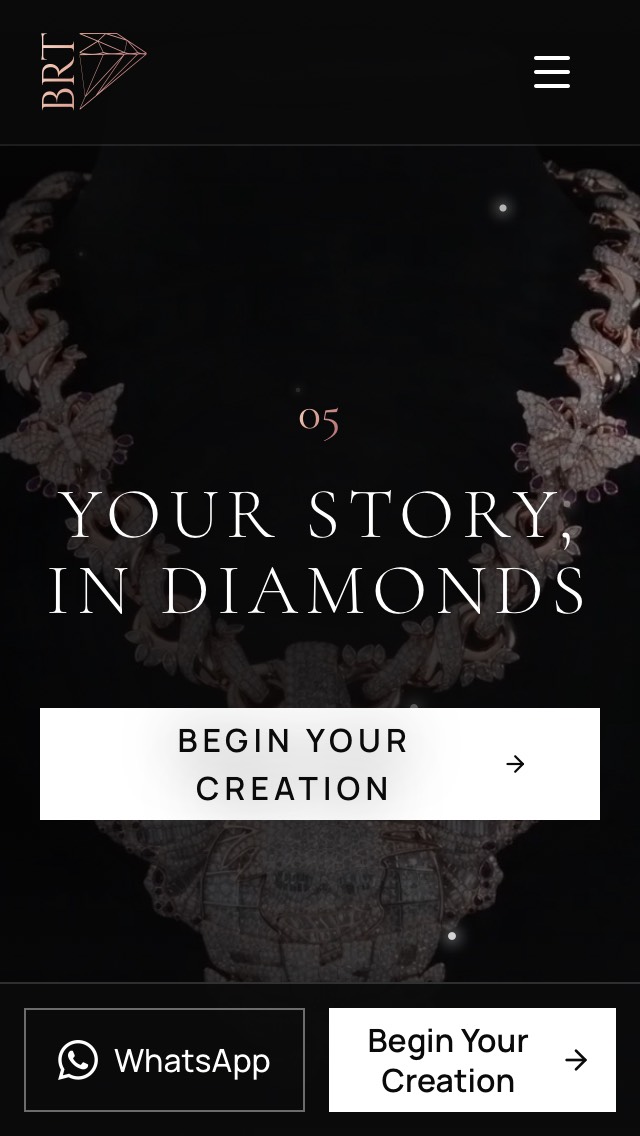 BRT
05
YOUR STORY,
IN DIAMONDS
BEGIN YOUR
CREATION
WhatsApp
Begin Your
Creation